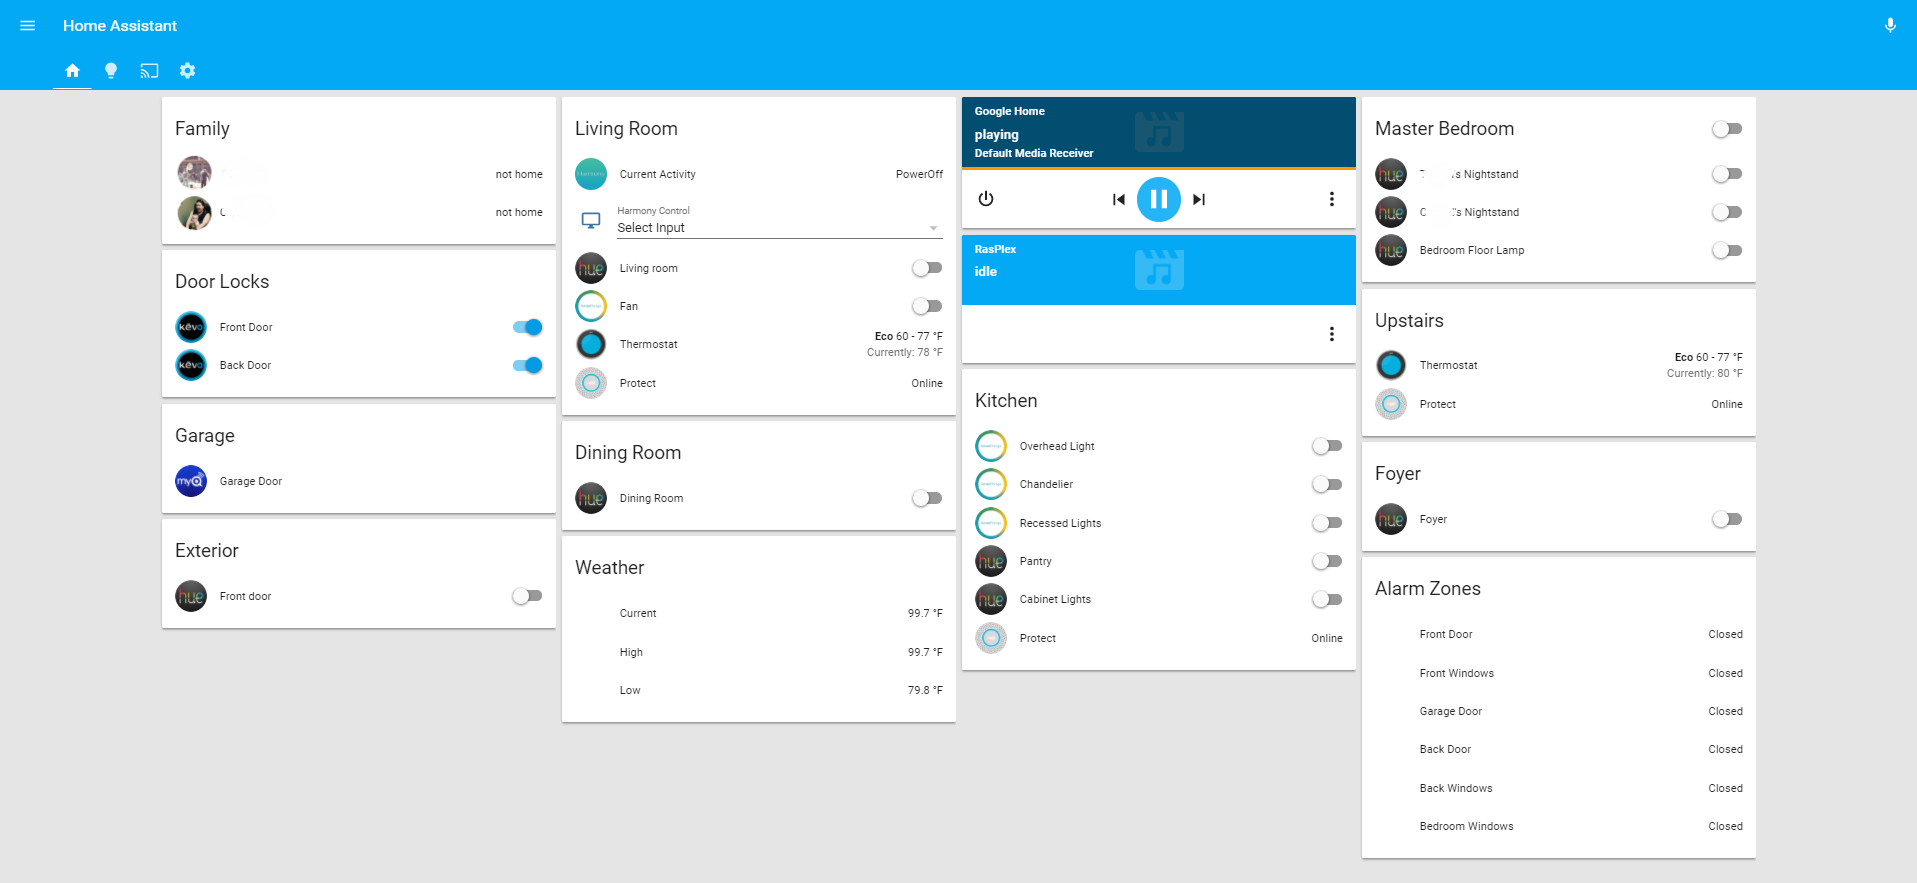 Home Assistant
Family
not home
not home
Door Locks
kēvo Front Door
kēvo Back Door
Garage
myQ Garage Door
Exterior
hue Front door
Living Room
Harmony Current Activity PowerOff
Harmony Control
Select Input
hue Living room
Fan
Thermostat Eco 60 - 77 °F
Currently: 78 °F
Protect Online
Dining Room
hue Dining Room
Weather
Current 99.7 °F
High 99.7 °F
Low 79.8 °F
Google Home
playing
Default Media Receiver
RasPlex
idle
Kitchen
Overhead Light
Chandelier
Recessed Lights
hue Pantry
hue Cabinet Lights
Protect Online
Master Bedroom
hue 's Nightstand
hue 's Nightstand
hue Bedroom Floor Lamp
Upstairs
Thermostat Eco 60 - 77 °F
Currently: 80 °F
Protect Online
Foyer
hue Foyer
Alarm Zones
Front Door Closed
Front Windows Closed
Garage Door Closed
Back Door Closed
Back Windows Closed
Bedroom Windows Closed